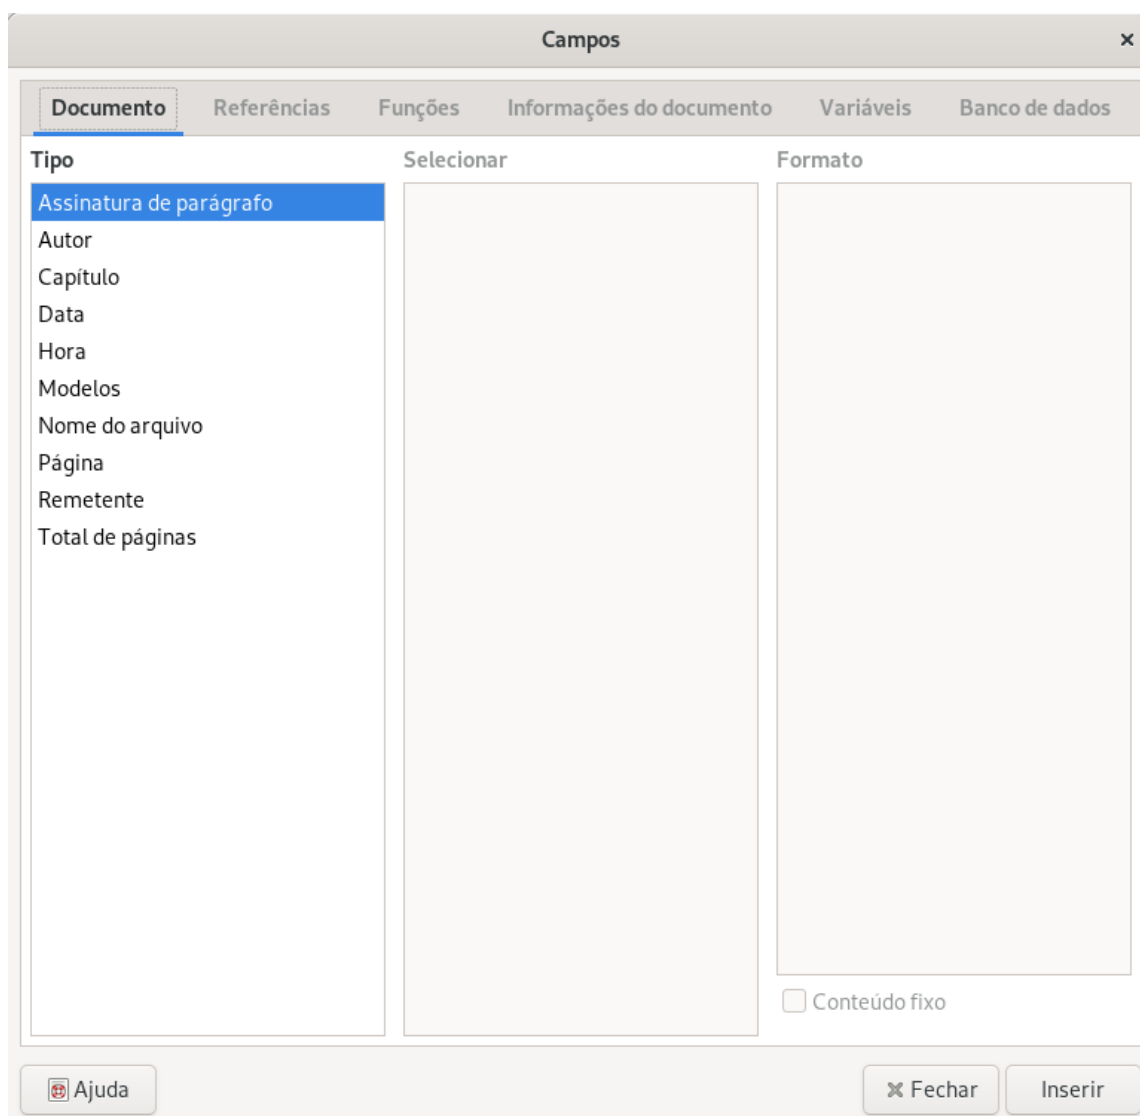 Campos
Documento Referências Funções Informações do documento Variáveis Banco de dados
Tipo Selecionar Formato
Assinatura de parágrafo
Autor
Capítulo
Data
Hora
Modelos
Nome do arquivo
Página
Remetente
Total de páginas
Conteúdo fixo
Ajuda Fechar Inserir